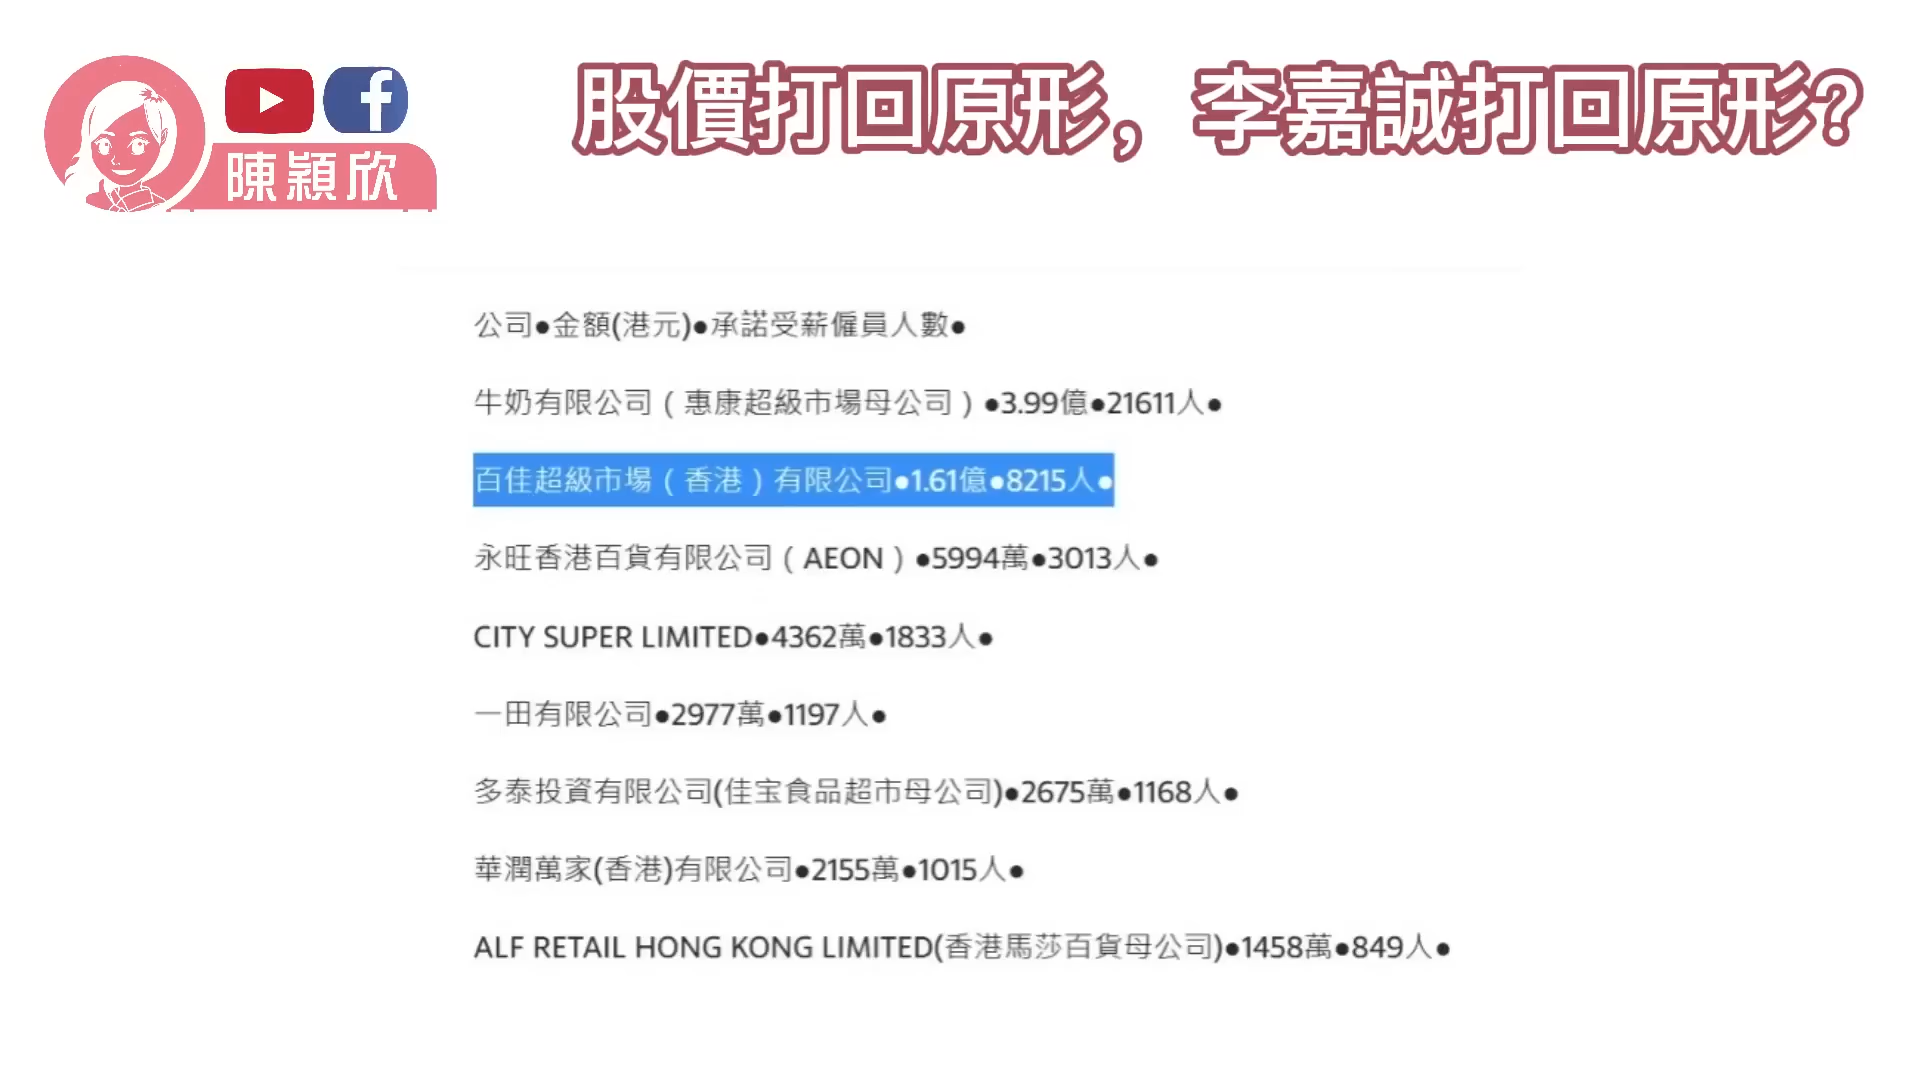 股價打回原形，李嘉誠打回原形?
陳穎欣
公司●金額(港元)●承諾受薪僱員人數●
牛奶有限公司（惠康超級市場母公司）●3.99億●21611人●
百佳超級市場（香港）有限公司●1.61億●8215人●
永旺香港百貨有限公司（AEON）●5994萬●3013人●
CITY SUPER LIMITED●4362萬●1833人●
一田有限公司●2977萬●1197人●
多泰投資有限公司(佳宝食品超市母公司)●2675萬●1168人●
華潤萬家(香港)有限公司●2155萬●1015人●
ALF RETAIL HONG KONG LIMITED(香港馬莎百貨母公司)●1458萬●849人●